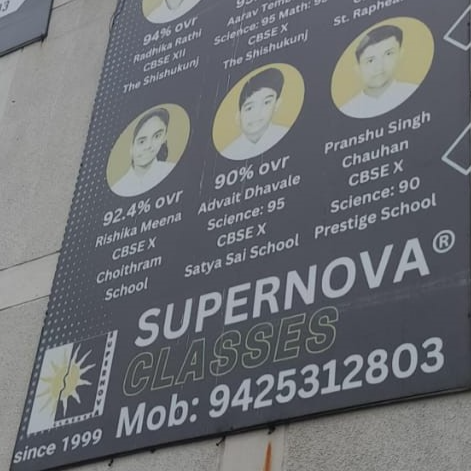 94% ovr
Radhika Rathi
CBSE XII
The Shishukunj
Aarav
Science: 95 Math:
CBSE X
The Shishukunj
St.
92.4% ovr
Rishika Meena
CBSE X
Choithram
School
90% ovr
Advait Dhavale
Science: 95
CBSE X
Satya Sai School
Pranshu Singh
Chauhan
CBSE X
Science: 90
Prestige School
SUPERNOVA®
CLASSES
since 1999
Mob: 9425312803